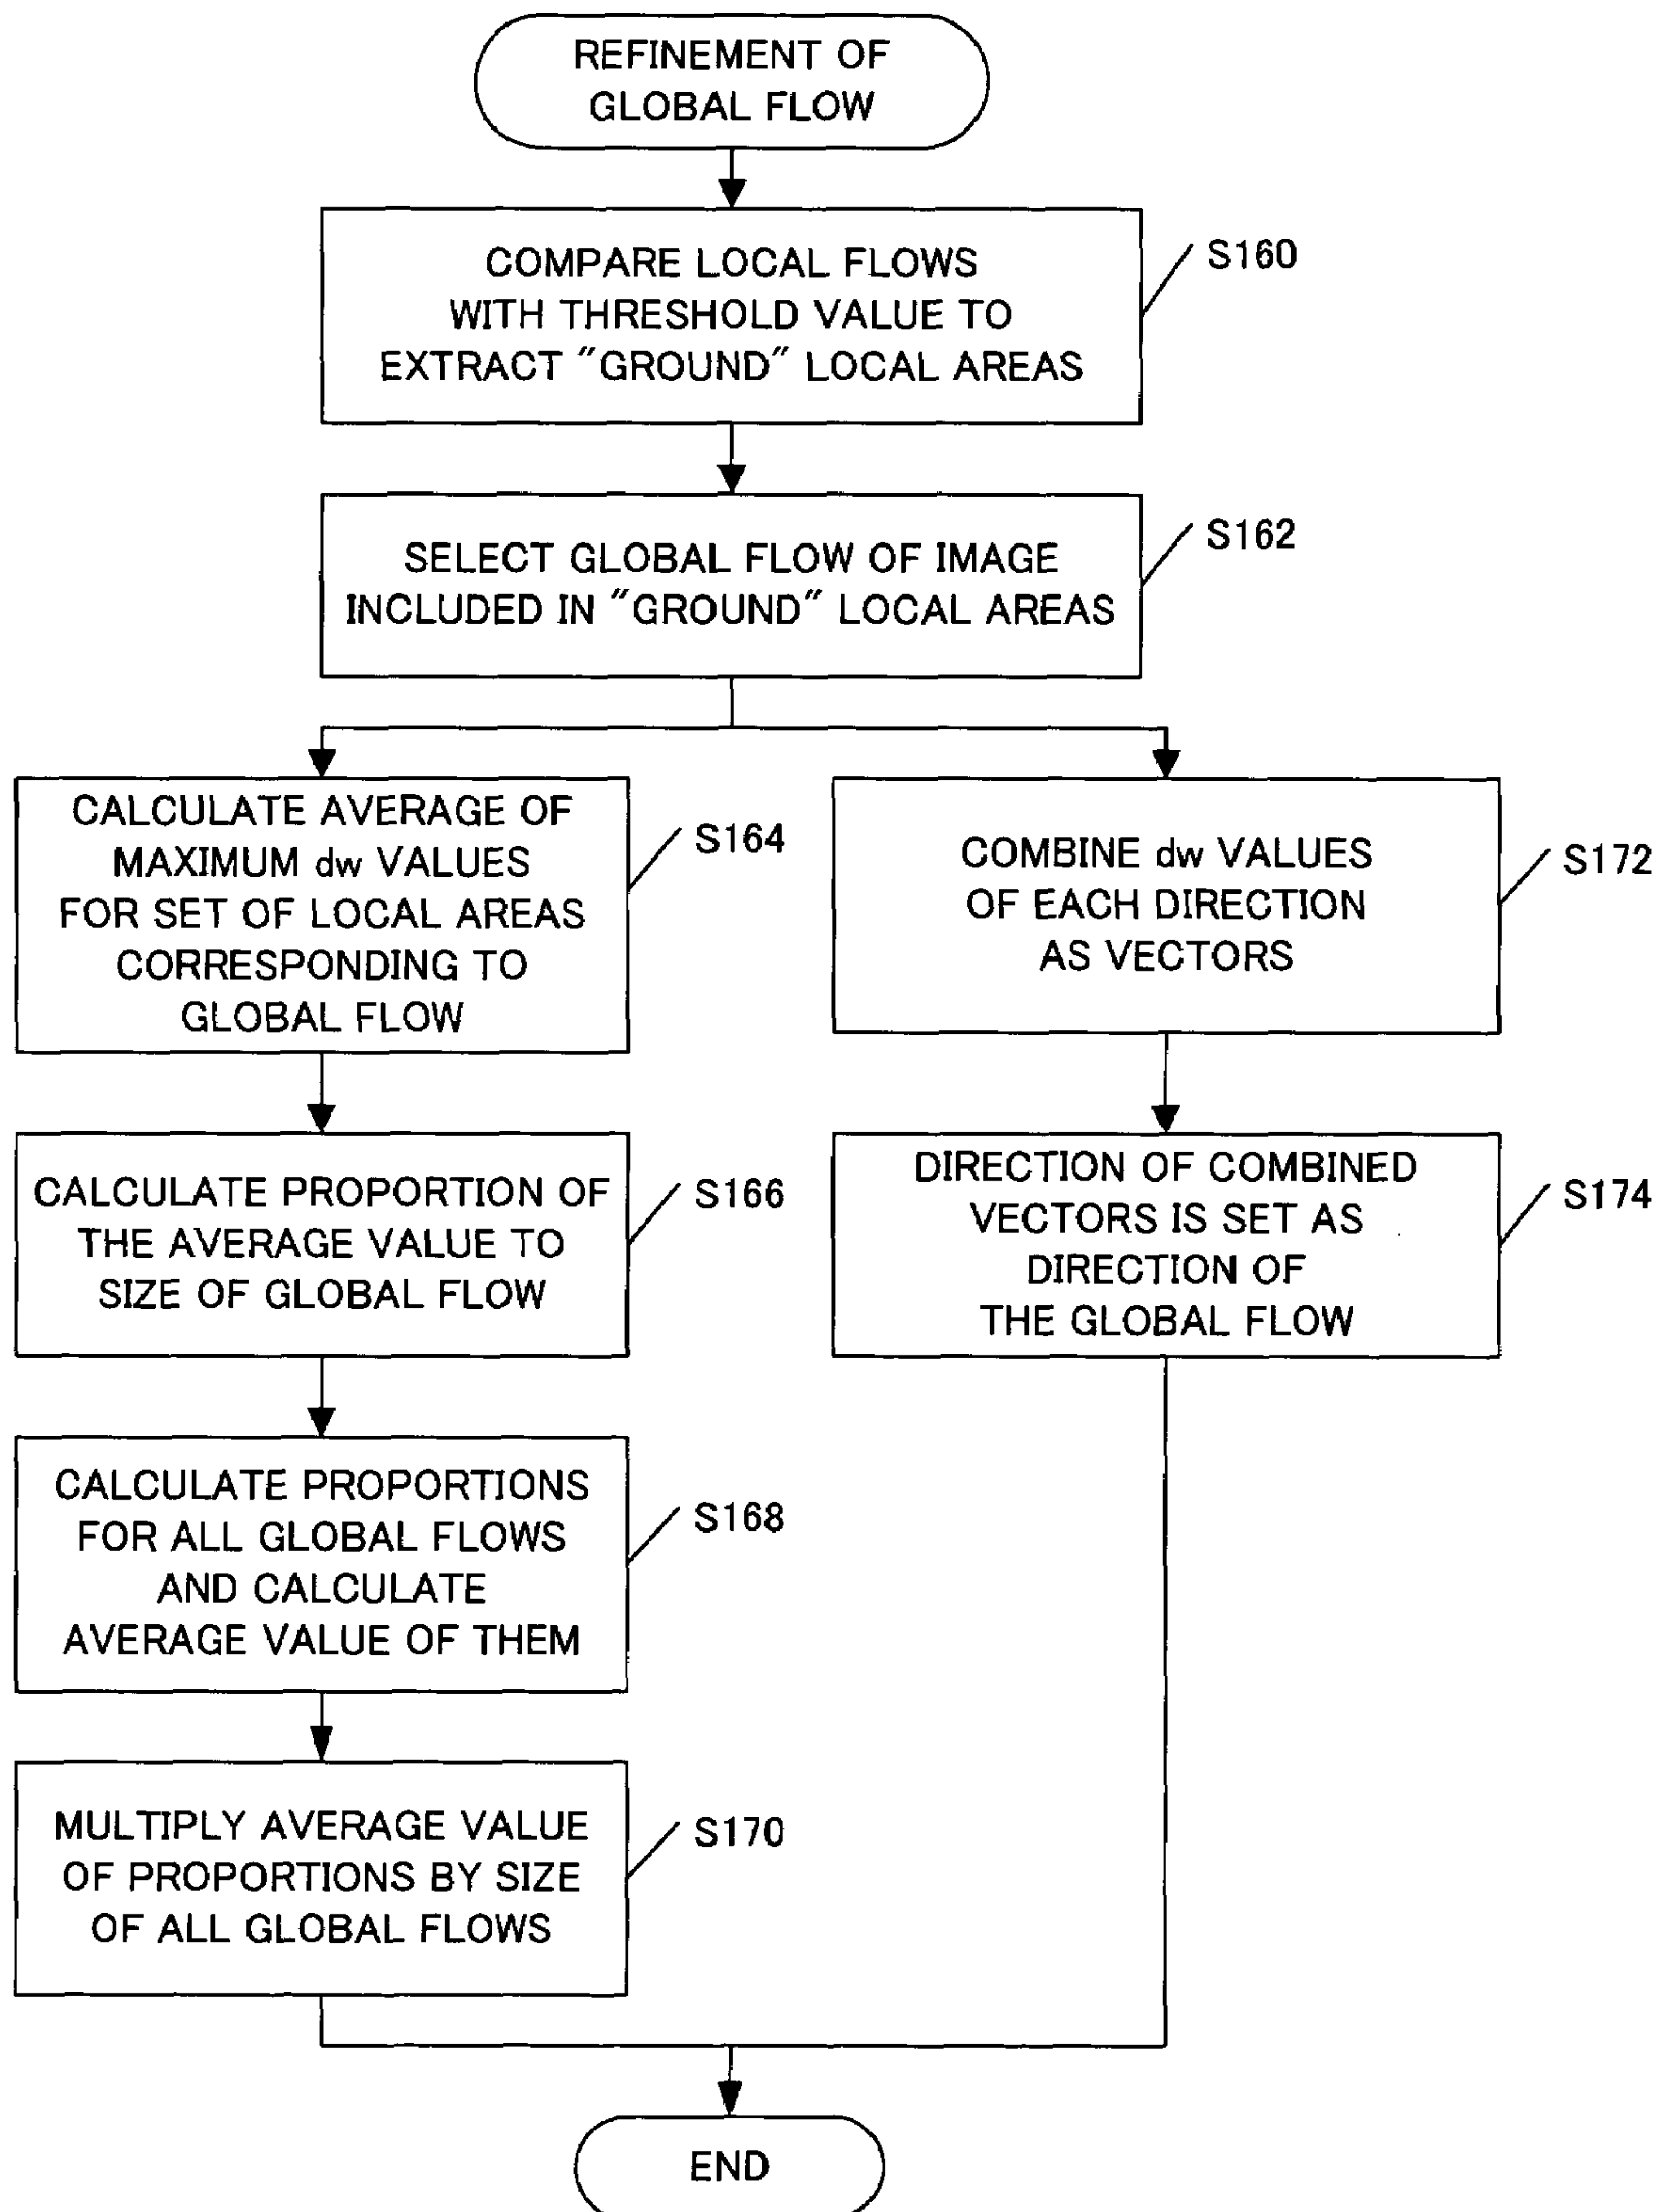 REFINEMENT OF
GLOBAL FLOW
COMPARE LOCAL FLOWS
WITH THRESHOLD VALUE TO
EXTRACT "GROUND" LOCAL AREAS
S160
SELECT GLOBAL FLOW OF IMAGE
INCLUDED IN "GROUND" LOCAL AREAS
S162
CALCULATE AVERAGE OF
MAXIMUM dw VALUES
FOR SET OF LOCAL AREAS
CORRESPONDING TO
GLOBAL FLOW
S164
COMBINE dw VALUES
OF EACH DIRECTION
AS VECTORS
S172
CALCULATE PROPORTION OF
THE AVERAGE VALUE TO
SIZE OF GLOBAL FLOW
S166
DIRECTION OF COMBINED
VECTORS IS SET AS
DIRECTION OF
THE GLOBAL FLOW
S174
CALCULATE PROPORTIONS
FOR ALL GLOBAL FLOWS
AND CALCULATE
AVERAGE VALUE OF THEM
S168
MULTIPLY AVERAGE VALUE
OF PROPORTIONS BY SIZE
OF ALL GLOBAL FLOWS
S170
END